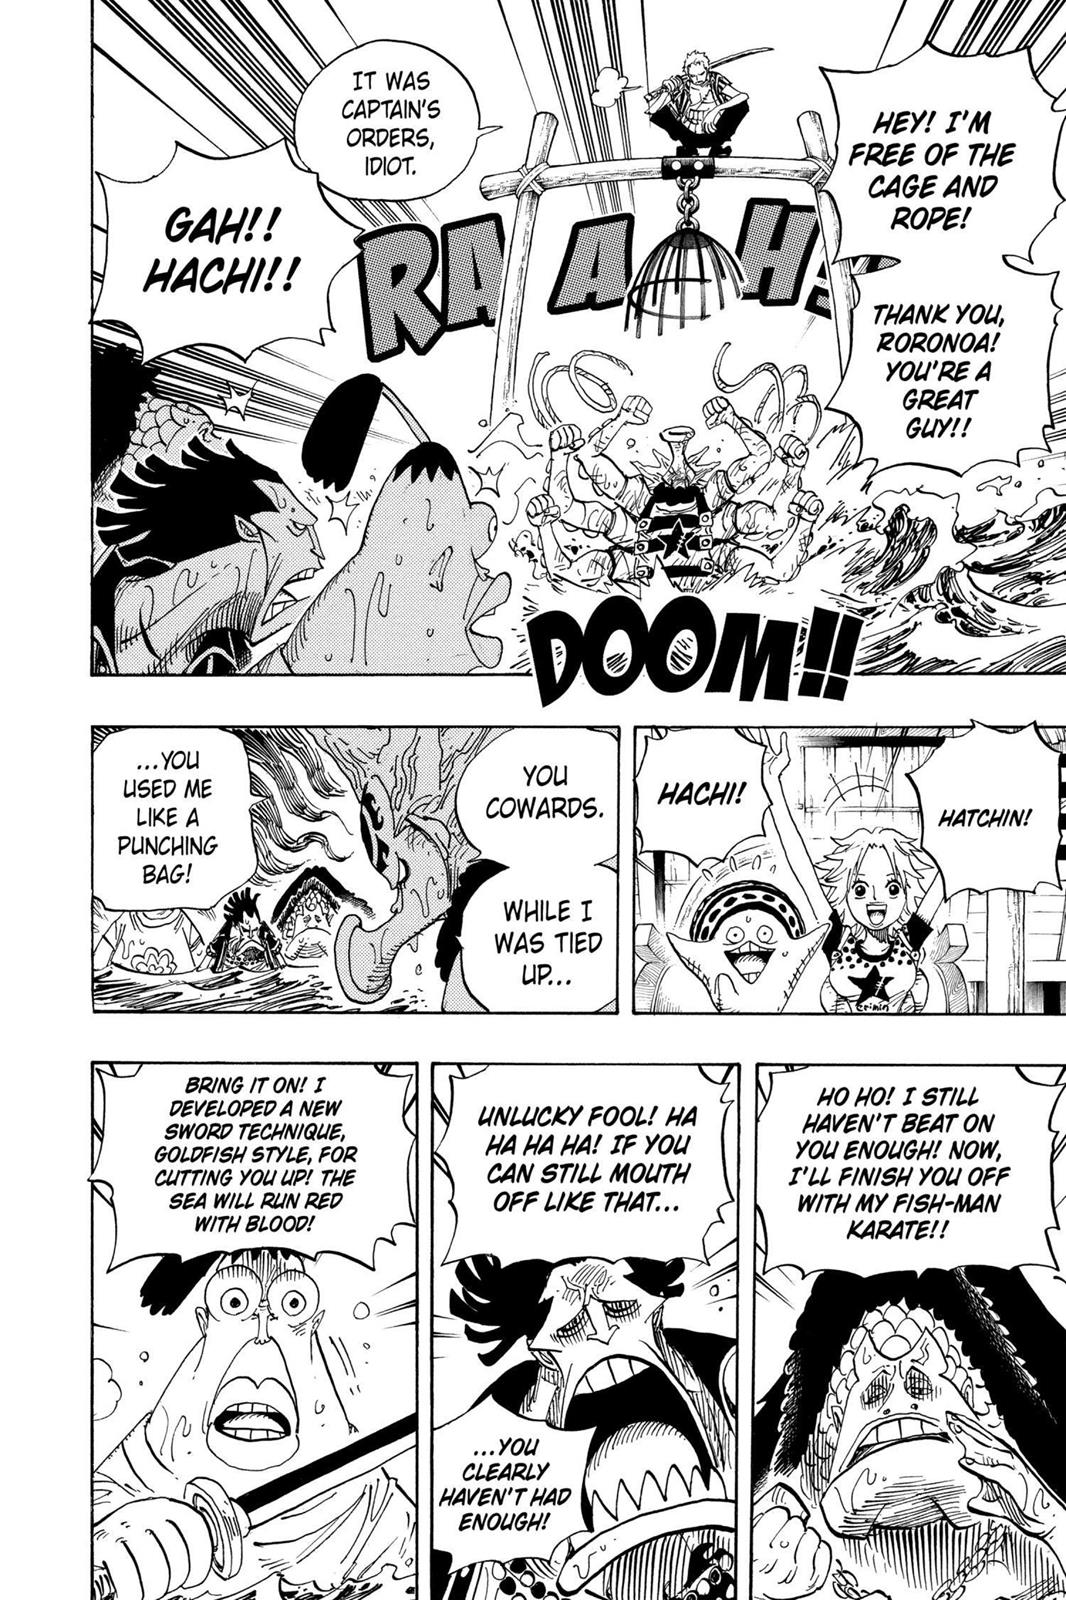 HEY! I'M
FREE OF THE
CAGE AND
ROPE!
THANK YOU,
RORONOA!
YOU'RE A
GREAT
GUY!!
IT WAS
CAPTAIN'S
ORDERS,
IDIOT.
GAH!!
HACHI!!
RAAAH!
DOOM!!
...YOU
USED ME
LIKE A
PUNCHING
BAG!
YOU
COWARDS.
WHILE I
WAS TIED
UP...
HACHI!
HATCHIN!
crimin
BRING IT ON! I
DEVELOPED A NEW
SWORD TECHNIQUE,
GOLDFISH STYLE, FOR
CUTTING YOU UP! THE
SEA WILL RUN RED
WITH BLOOD!
UNLUCKY FOOL! HA
HA HA HA! IF YOU
CAN STILL MOUTH
OFF LIKE THAT...
...YOU
CLEARLY
HAVEN'T HAD
ENOUGH!
HO HO! I STILL
HAVEN'T BEAT ON
YOU ENOUGH! NOW,
I'LL FINISH YOU OFF
WITH MY FISH-MAN
KARATE!!